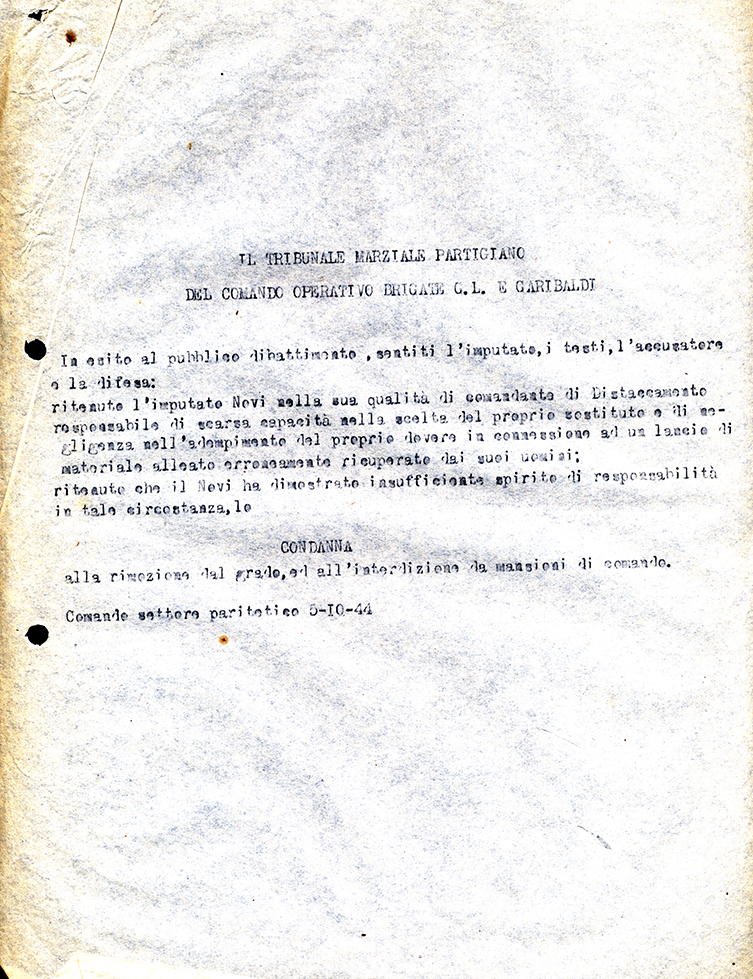 IL TRIBUNALE MARZIALE PARTIGIANO
DEL COMANDO OPERATIVO BRIGATE G.L. E GARIBALDI
In esito al pubblico dibattimento ,sentiti l'imputato,i testi,l'accusatore
e la difesa:
ritenuto l'imputato Novi nella sua qualità di comandante di Distaccamento
responsabile di scarsa capacità nella scelta del proprio sostituto e di ne-
gligenza nell'adempimento del proprio dovere in connessione ad un lancio di
materiale alleato erroneamente ricuperato dai suoi uomini;
ritenuto che il Novi ha dimostrato insufficiente spirito di responsabilità
in tale circostanza,lo
CONDANNA
alla rimozione dal grado,ed all'interdizione da mansioni di comando.
Comando settore paritetico 5-IO-44